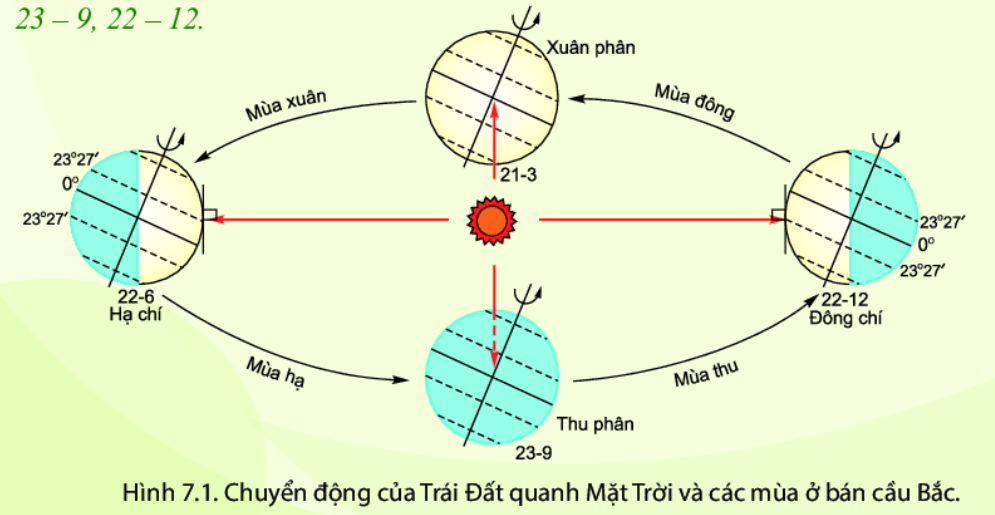 23 – 9, 22 – 12.
Xuân phân
Mùa xuân
Mùa đông
23°27′
0°
23°27′
21-3
23°27′
0°
23°27′
22-6
Hạ chí
22-12
Đông chí
Mùa hạ
Mùa thu
Thu phân
23-9
Hình 7.1. Chuyển động của Trái Đất quanh Mặt Trời và các mùa ở bán cầu Bắc.